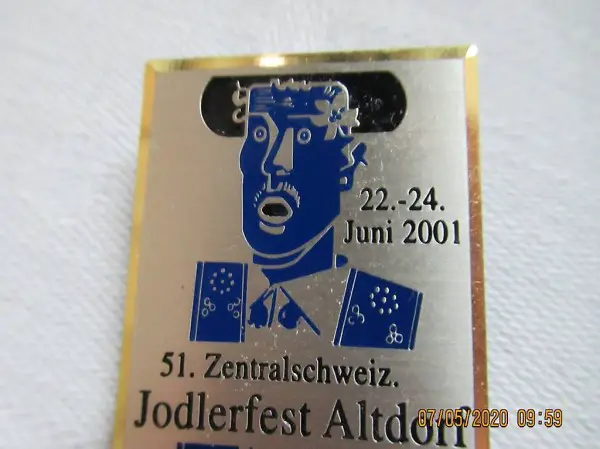 22.-24.
Juni 2001
51. Zentralschweiz.
Jodlerfest Altdorf
07/05/2020 09:59